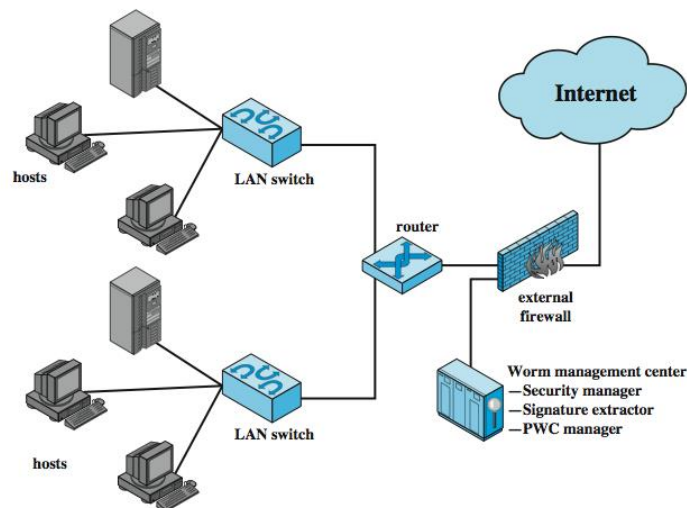 Internet
hosts
LAN switch
router
external
firewall
Worm management center
—Security manager
—Signature extractor
—PWC manager
LAN switch
hosts